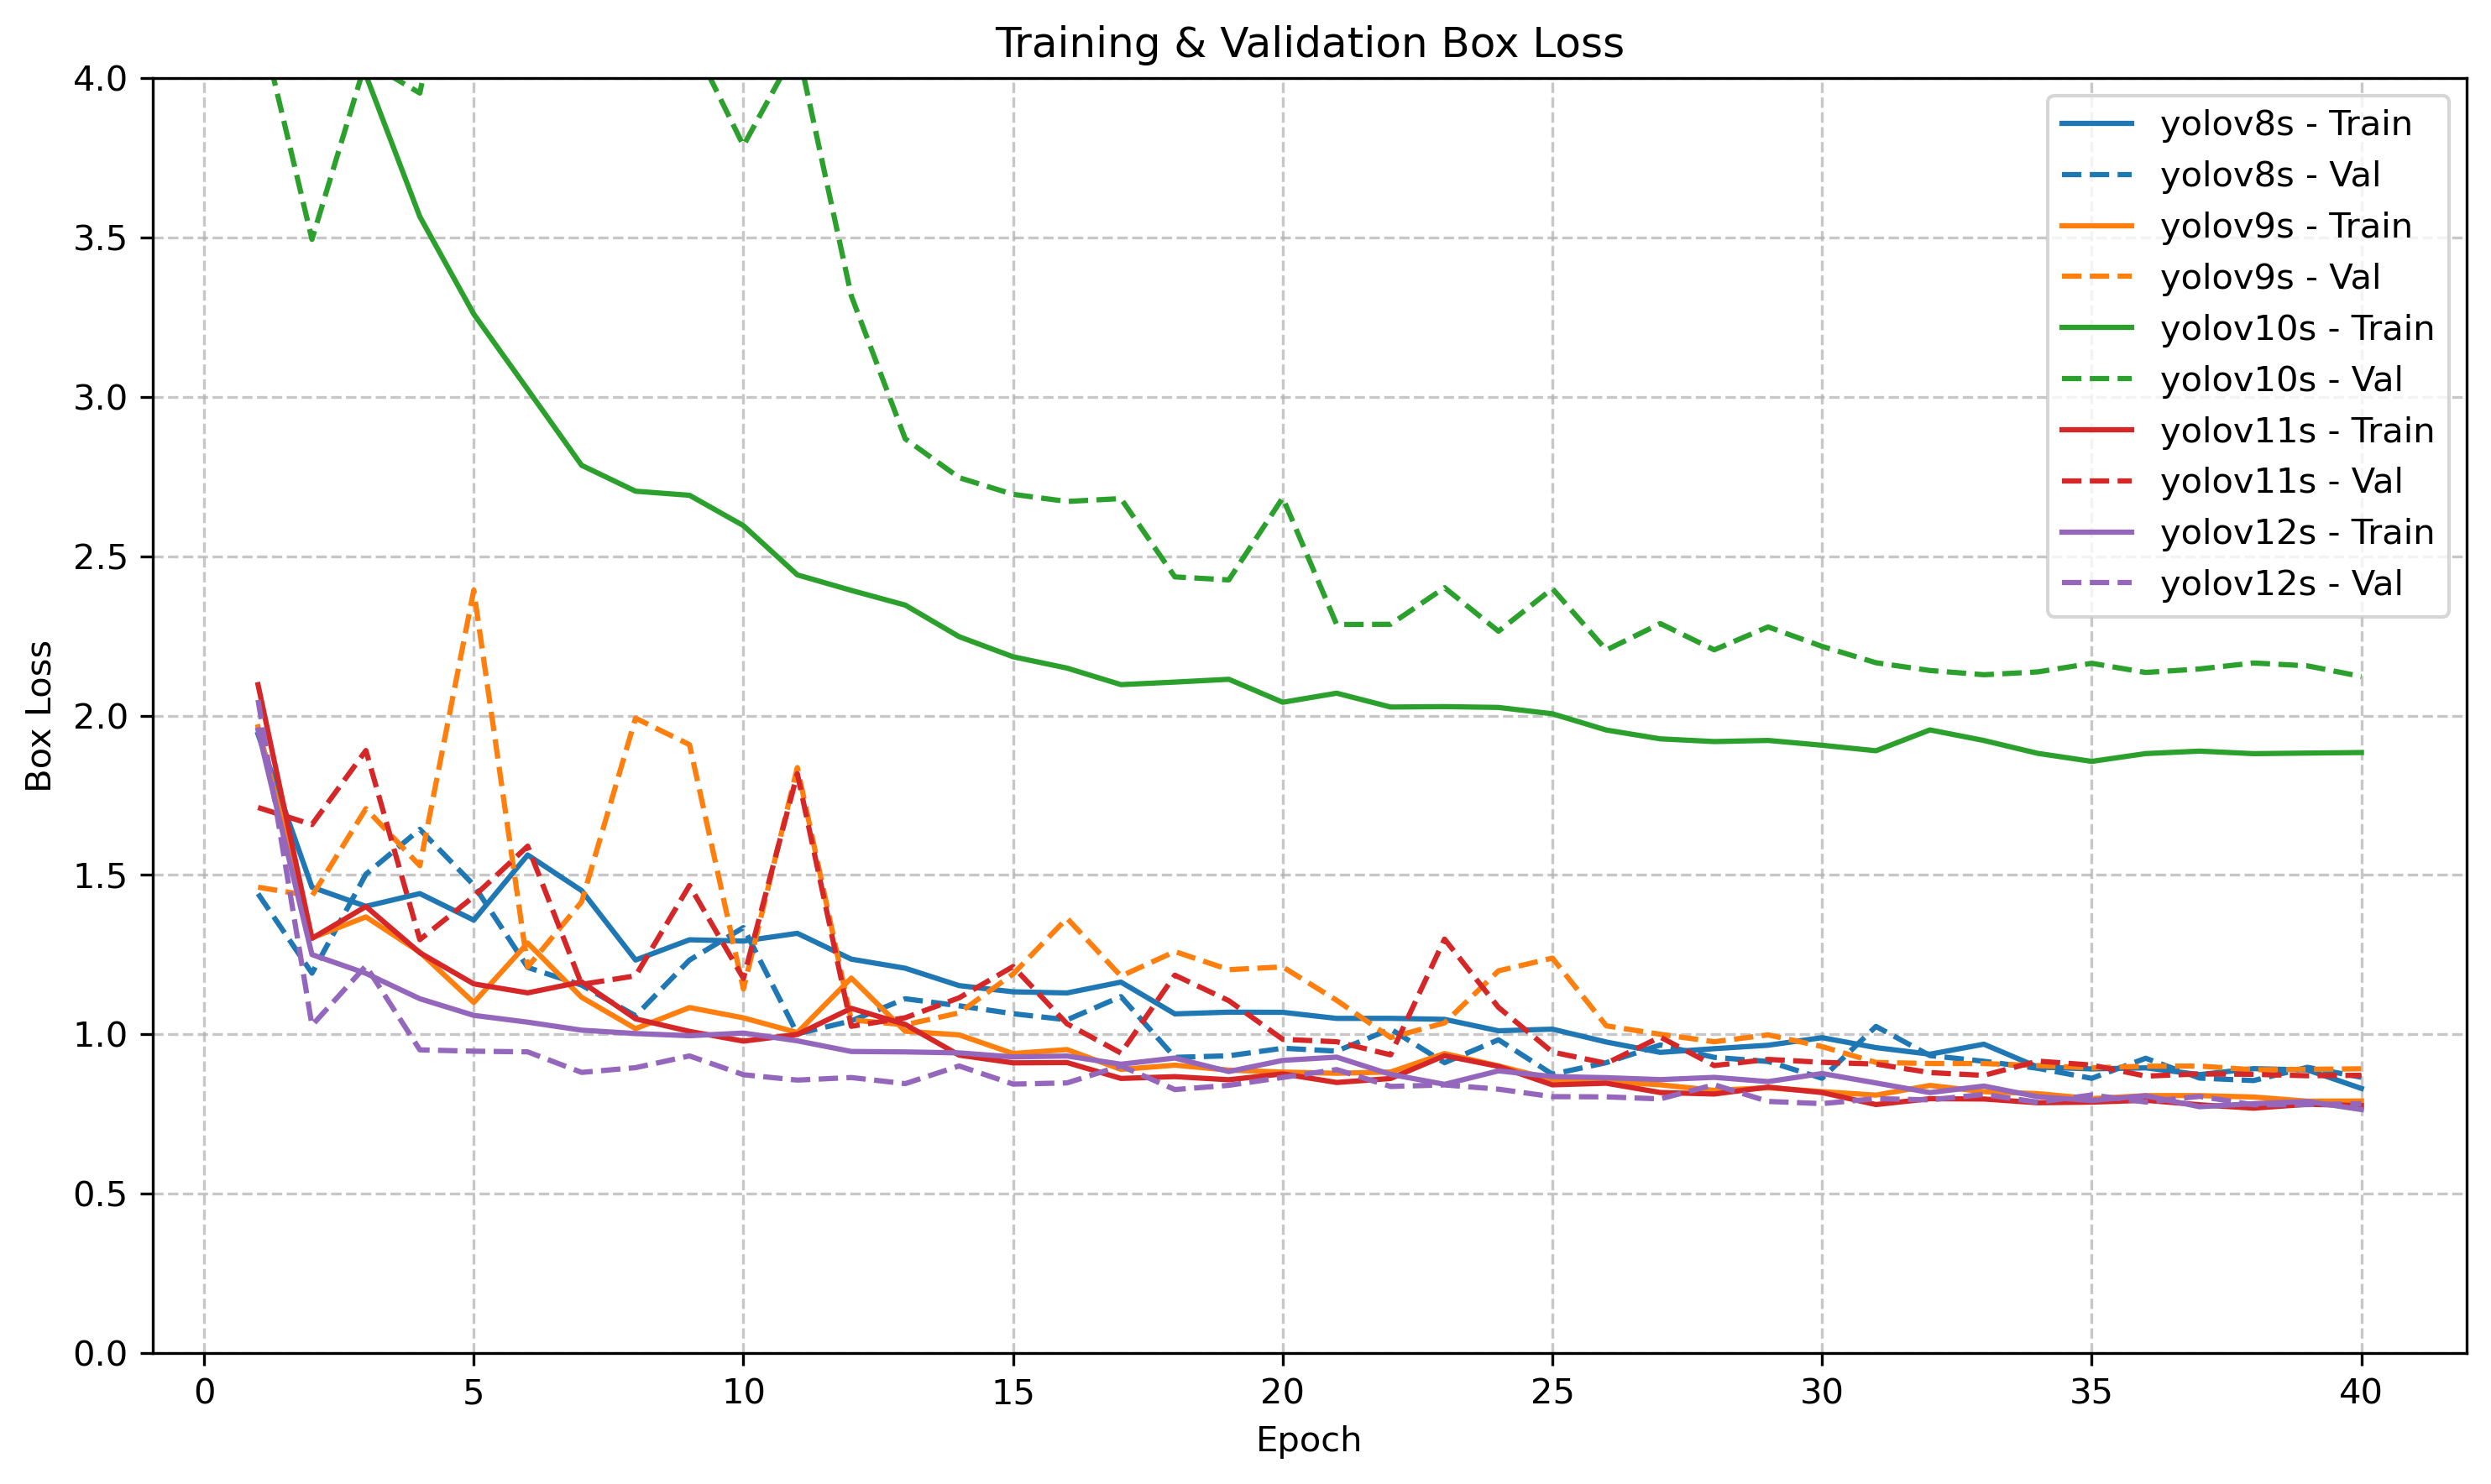 Training & Validation Box Loss
4.0
3.5
3.0
2.5
2.0
1.5
1.0
0.5
0.0
Box Loss
yolov8s - Train
yolov8s - Val
yolov9s - Train
yolov9s - Val
yolov10s - Train
yolov10s - Val
yolov11s - Train
yolov11s - Val
yolov12s - Train
yolov12s - Val
0 5 10 15 20 25 30 35 40
Epoch